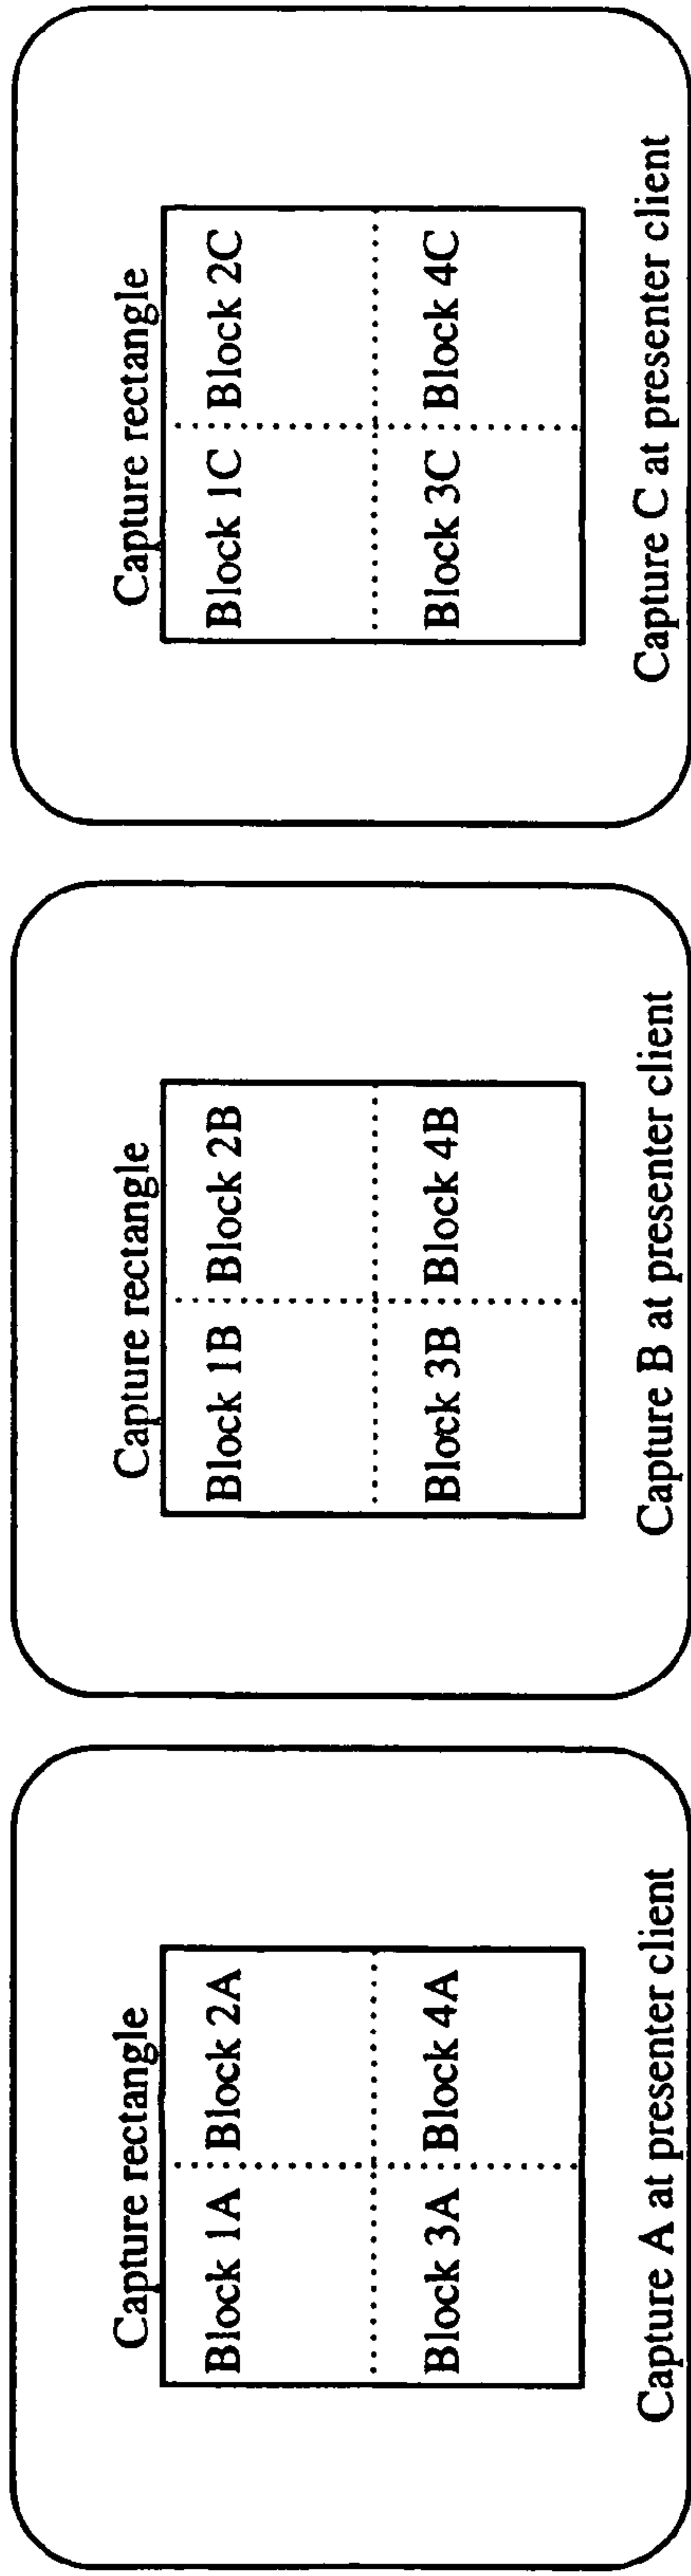 Capture rectangle
Block 1A Block 2A
Block 3A Block 4A
Capture A at presenter client
Capture rectangle
Block 1B Block 2B
Block 3B Block 4B
Capture B at presenter client
Capture rectangle
Block 1C Block 2C
Block 3C Block 4C
Capture C at presenter client